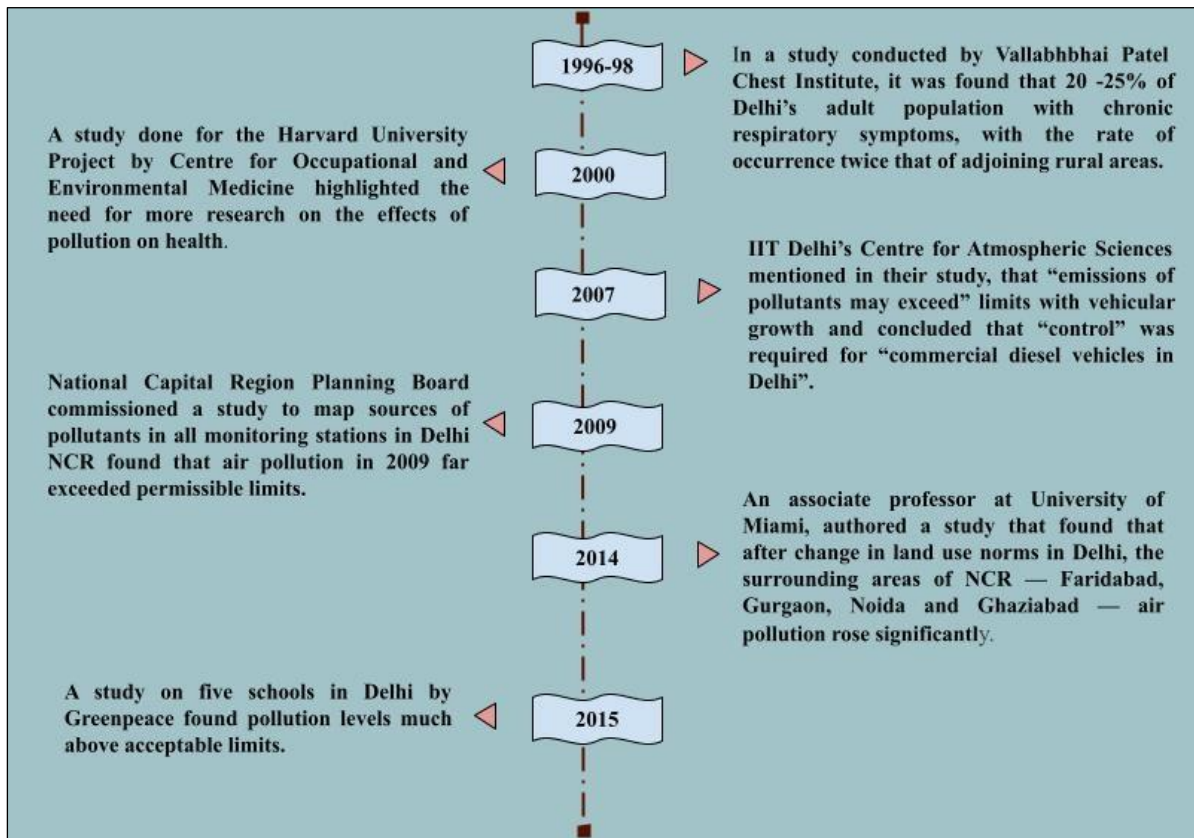 1996-98
In a study conducted by Vallabhbhai Patel
Chest Institute, it was found that 20 -25% of
Delhi’s adult population with chronic
respiratory symptoms, with the rate of
occurrence twice that of adjoining rural areas.
A study done for the Harvard University
Project by Centre for Occupational and
Environmental Medicine highlighted the
need for more research on the effects of
pollution on health.
2000
2007
IIT Delhi’s Centre for Atmospheric Sciences
mentioned in their study, that “emissions of
pollutants may exceed” limits with vehicular
growth and concluded that “control” was
required for “commercial diesel vehicles in
Delhi”.
National Capital Region Planning Board
commissioned a study to map sources of
pollutants in all monitoring stations in Delhi
NCR found that air pollution in 2009 far
exceeded permissible limits.
2009
2014
An associate professor at University of
Miami, authored a study that found that
after change in land use norms in Delhi, the
surrounding areas of NCR — Faridabad,
Gurgaon, Noida and Ghaziabad — air
pollution rose significantly.
A study on five schools in Delhi by
Greenpeace found pollution levels much
above acceptable limits.
2015